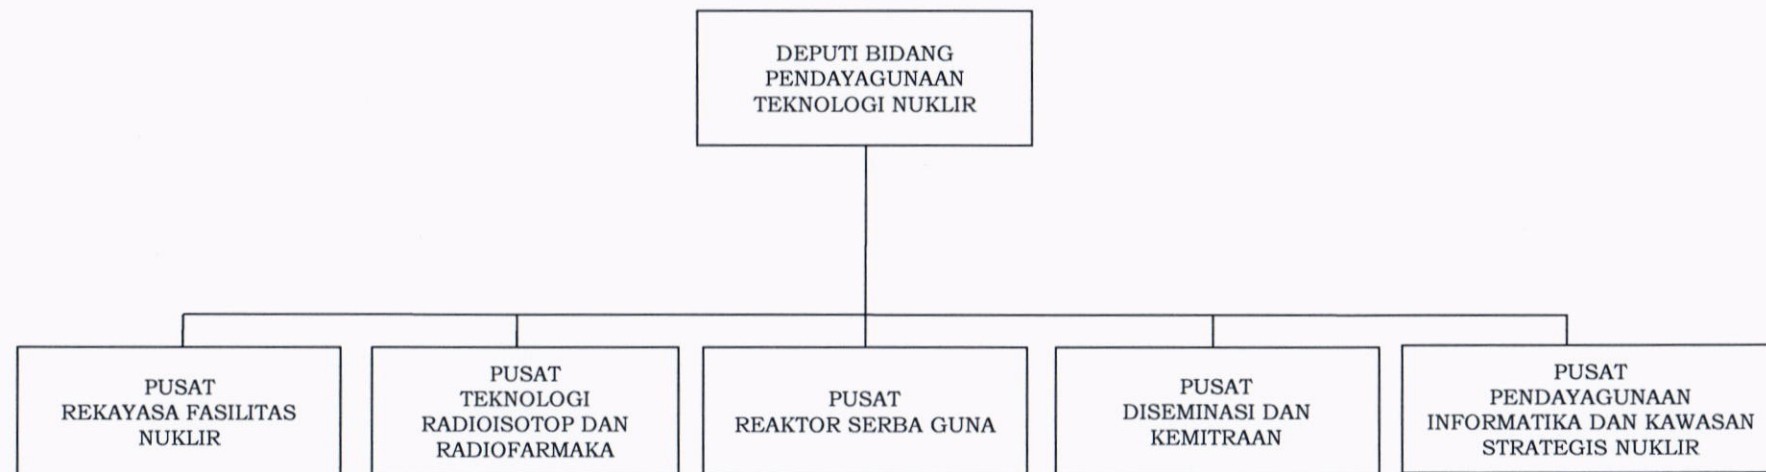 DEPUTI BIDANG
PENDAYAGUNAAN
TEKNOLOGI NUKLIR
PUSAT
REKAYASA FASILITAS
NUKLIR
PUSAT
TEKNOLOGI
RADIOISOTOP DAN
RADIOFARMAKA
PUSAT
REAKTOR SERBA GUNA
PUSAT
DISEMINASI DAN
KEMITRAAN
PUSAT
PENDAYAGUNAAN
INFORMATIKA DAN KAWASAN
STRATEGIS NUKLIR